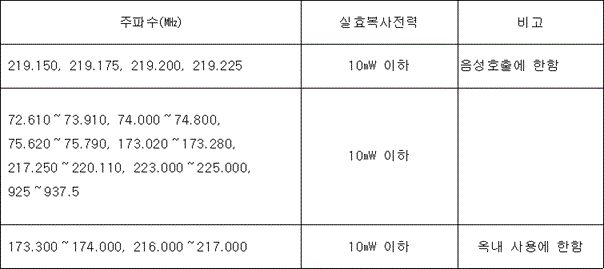 주파수(㎒) 실효복사전력 비고
219.150, 219.175, 219.200, 219.225 10㎽ 이하 음성호출에 한함
72.610~73.910, 74.000~74.800,
75.620~75.790, 173.020~173.280,
217.250~220.110, 223.000~225.000,
925~937.5
10㎽ 이하
173.300~174.000, 216.000~217.000 10㎽ 이하 옥내 사용에 한함